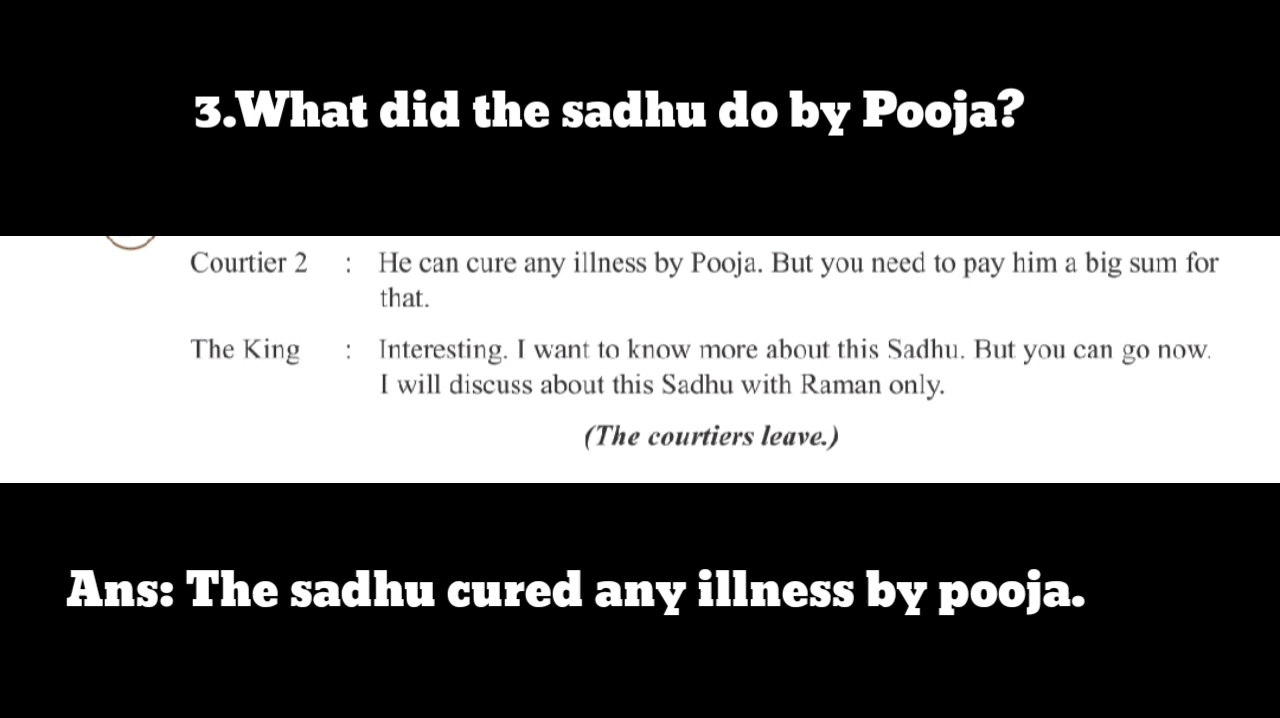 3.What did the sadhu do by Pooja?
Courtier 2 : He can cure any illness by Pooja. But you need to pay him a big sum for
that.
The King : Interesting. I want to know more about this Sadhu. But you can go now.
I will discuss about this Sadhu with Raman only.
(The courtiers leave.)
Ans: The sadhu cured any illness by pooja.